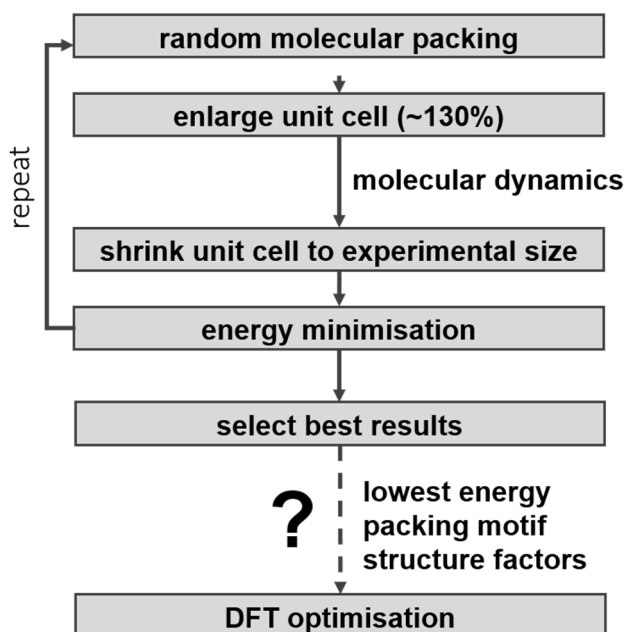 random molecular packing
enlarge unit cell (~130%)
repeat
molecular dynamics
shrink unit cell to experimental size
energy minimisation
select best results
?
lowest energy
packing motif
structure factors
DFT optimisation